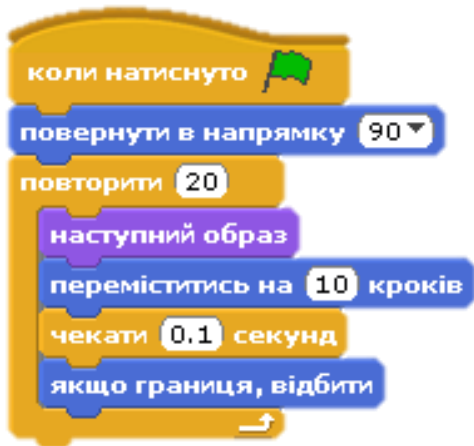 коли натиснуто
повернути в напрямку 90
повторити 20
наступний образ
переміститись на 10 кроків
чекати 0.1 секунд
якщо границя, відбити